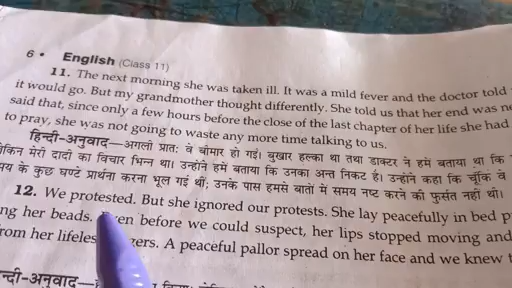 6 • English (Class 11)
11. The next morning she was taken ill. It was a mild fever and the doctor told
it would go. But my grandmother thought differently. She told us that her end was
said that, since only a few hours before the close of the last chapter of her life she had
to pray, she was not going to waste any more time talking to us.
हिन्दी-अनुवाद—अगली प्रातः वे बीमार हो गई। बुखार हल्का था तथा डाक्टर ने हमें बताया था कि
मेरी दादी का विचार भिन्न था। उन्होंने हमें बताया कि उनका अन्त निकट है। उन्होंने कहा कि चूँकि वे
के कुछ घण्टे प्रार्थना करना भूल गई थीं; उनके पास हमसे बातों में समय नष्ट करने की फुर्सत नहीं थी।
12. We protested. But she ignored our protests. She lay peacefully in bed
her beads. before we could suspect, her lips stopped moving and
her A peaceful pallor spread on her face and we knew